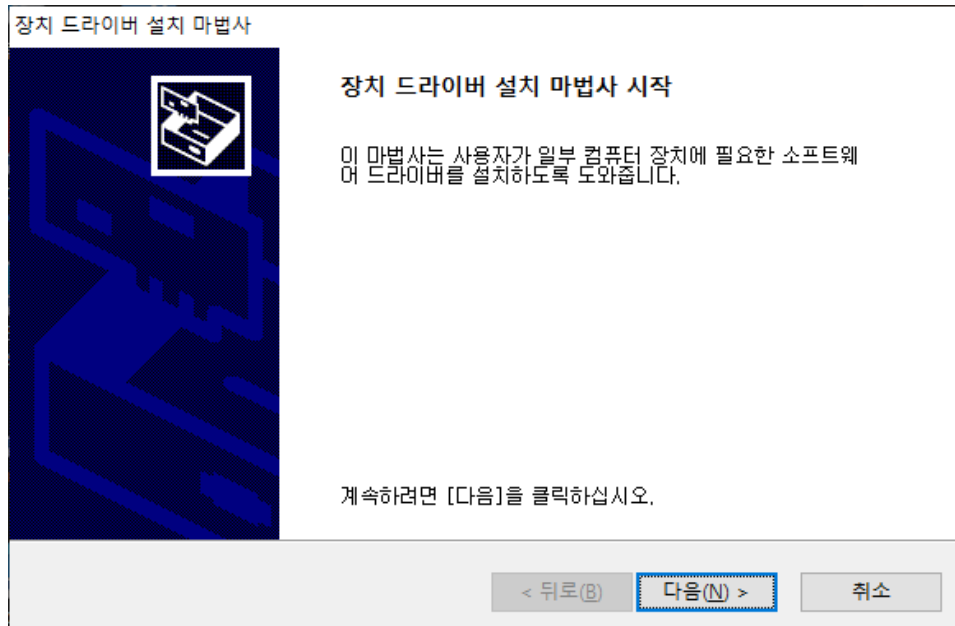 장치 드라이버 설치 마법사
장치 드라이버 설치 마법사 시작
이 마법사는 사용자가 일부 컴퓨터 장치에 필요한 소프트웨
어 드라이버를 설치하도록 도와줍니다.
계속하려면 [다음]을 클릭하십시오.
< 뒤로(B) 다음(N) > 취소